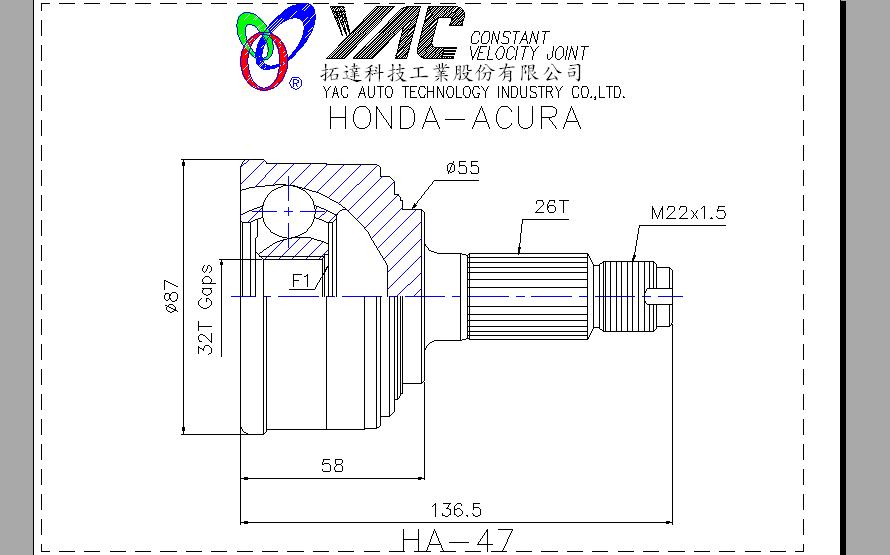 YAC CONSTANT
VELOCITY JOINT
®
拓達科技工業股份有限公司
YAC AUTO TECHNOLOGY INDUSTRY CO.,LTD.
HONDA-ACURA
ø55
26T
M22x1.5
F1
ø87
32T Gaps
58
136.5
HA-47